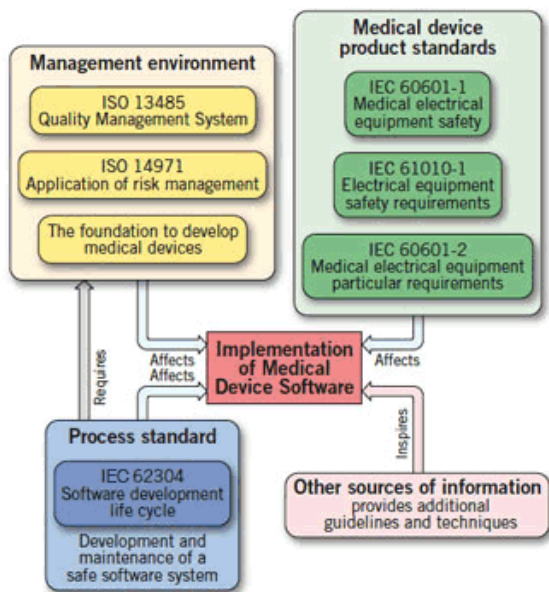 Management environment
ISO 13485
Quality Management System
ISO 14971
Application of risk management
The foundation to develop
medical devices
Medical device
product standards
IEC 60601-1
Medical electrical
equipment safety
IEC 61010-1
Electrical equipment
safety requirements
IEC 60601-2
Medical electrical equipment
particular requirements
Affects
Affects
Implementation
of Medical
Device Software
Affects
Requires
Inspires
Process standard
IEC 62304
Software development
life cycle
Development and
maintenance of a
safe software system
Other sources of information
provides additional
guidelines and techniques